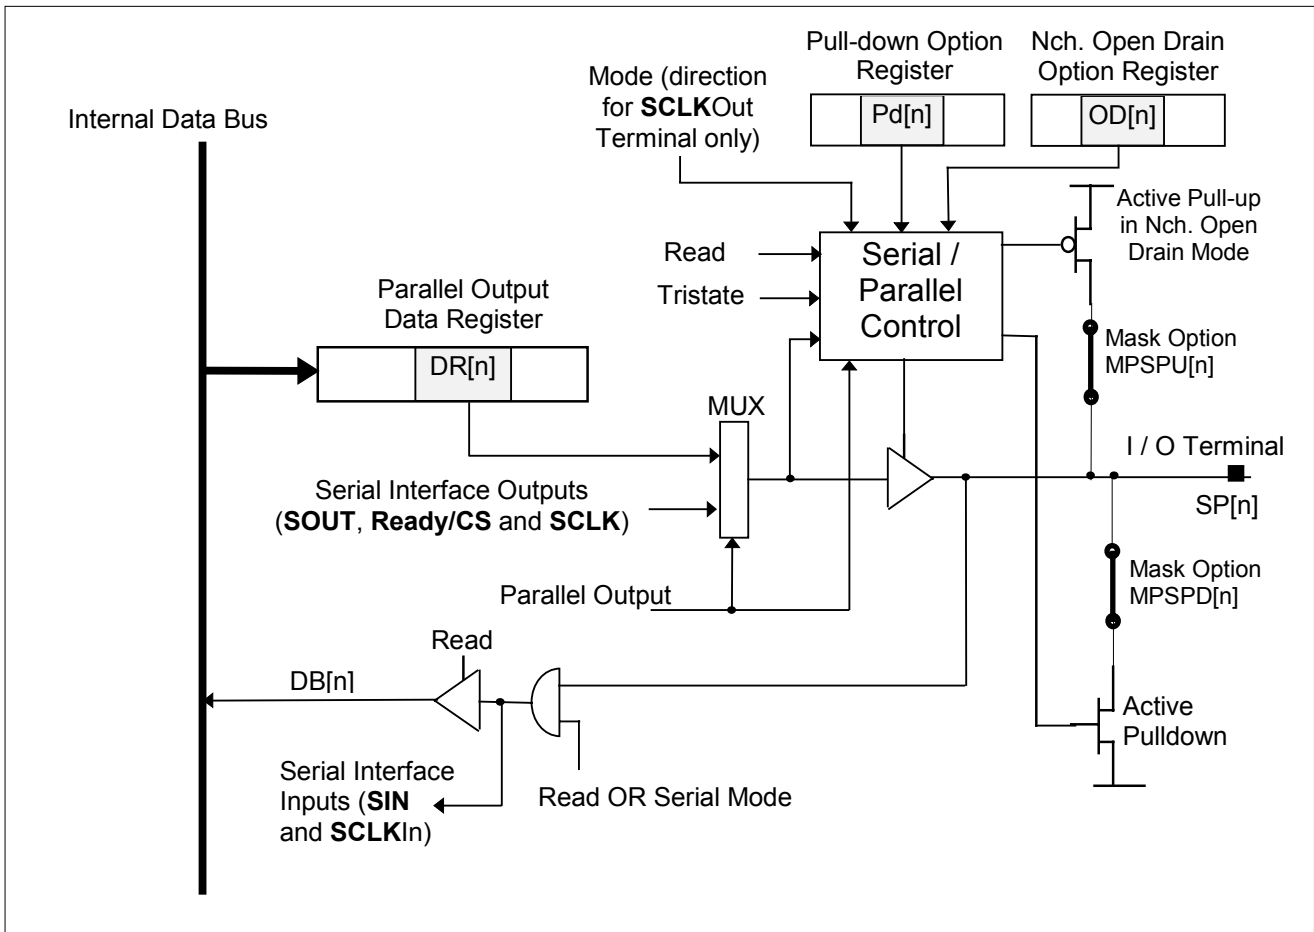 Pull-down Option
Register
Nch. Open Drain
Option Register
Mode (direction
for SCLKOut
Terminal only)
Pd[n]
OD[n]
Internal Data Bus
Active Pull-up
in Nch. Open
Drain Mode
Read
Tristate
Serial /
Parallel
Control
Parallel Output
Data Register
DR[n]
Mask Option
MPSPU[n]
MUX
I / O Terminal
SP[n]
Serial Interface Outputs
(SOUT, Ready/CS and SCLK)
Mask Option
MPSPD[n]
Parallel Output
Read
DB[n]
Active
Pulldown
Serial Interface
Inputs (SIN
and SCLKIn)
Read OR Serial Mode